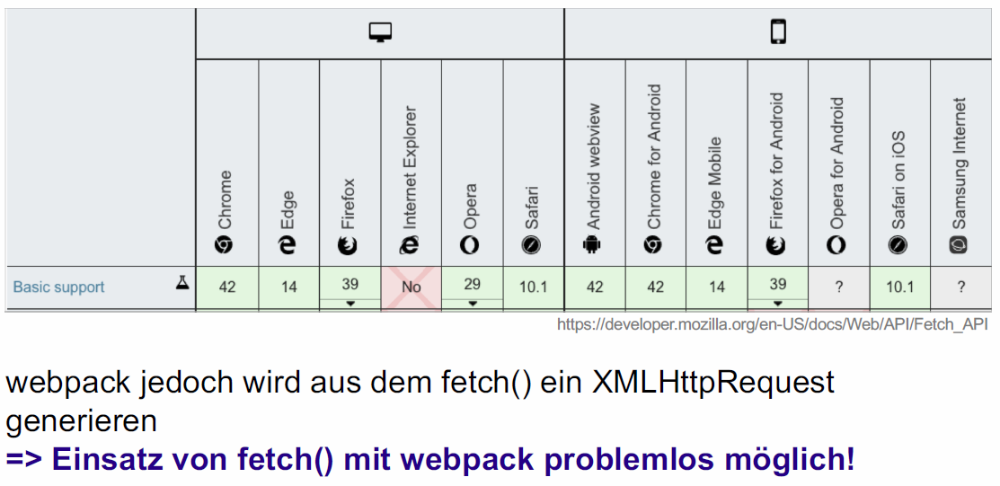 Chrome
Edge
Firefox
Internet Explorer
Opera
Safari
Android webview
Chrome for Android
Edge Mobile
Firefox for Android
Opera for Android
Safari on iOS
Samsung Internet
Basic support 42 14 39 No 29 10.1 42 42 14 39 ? 10.1 ?
https://developer.mozilla.org/en-US/docs/Web/API/Fetch_API
webpack jedoch wird aus dem fetch() ein XMLHttpRequest
generieren
=> Einsatz von fetch() mit webpack problemlos möglich!